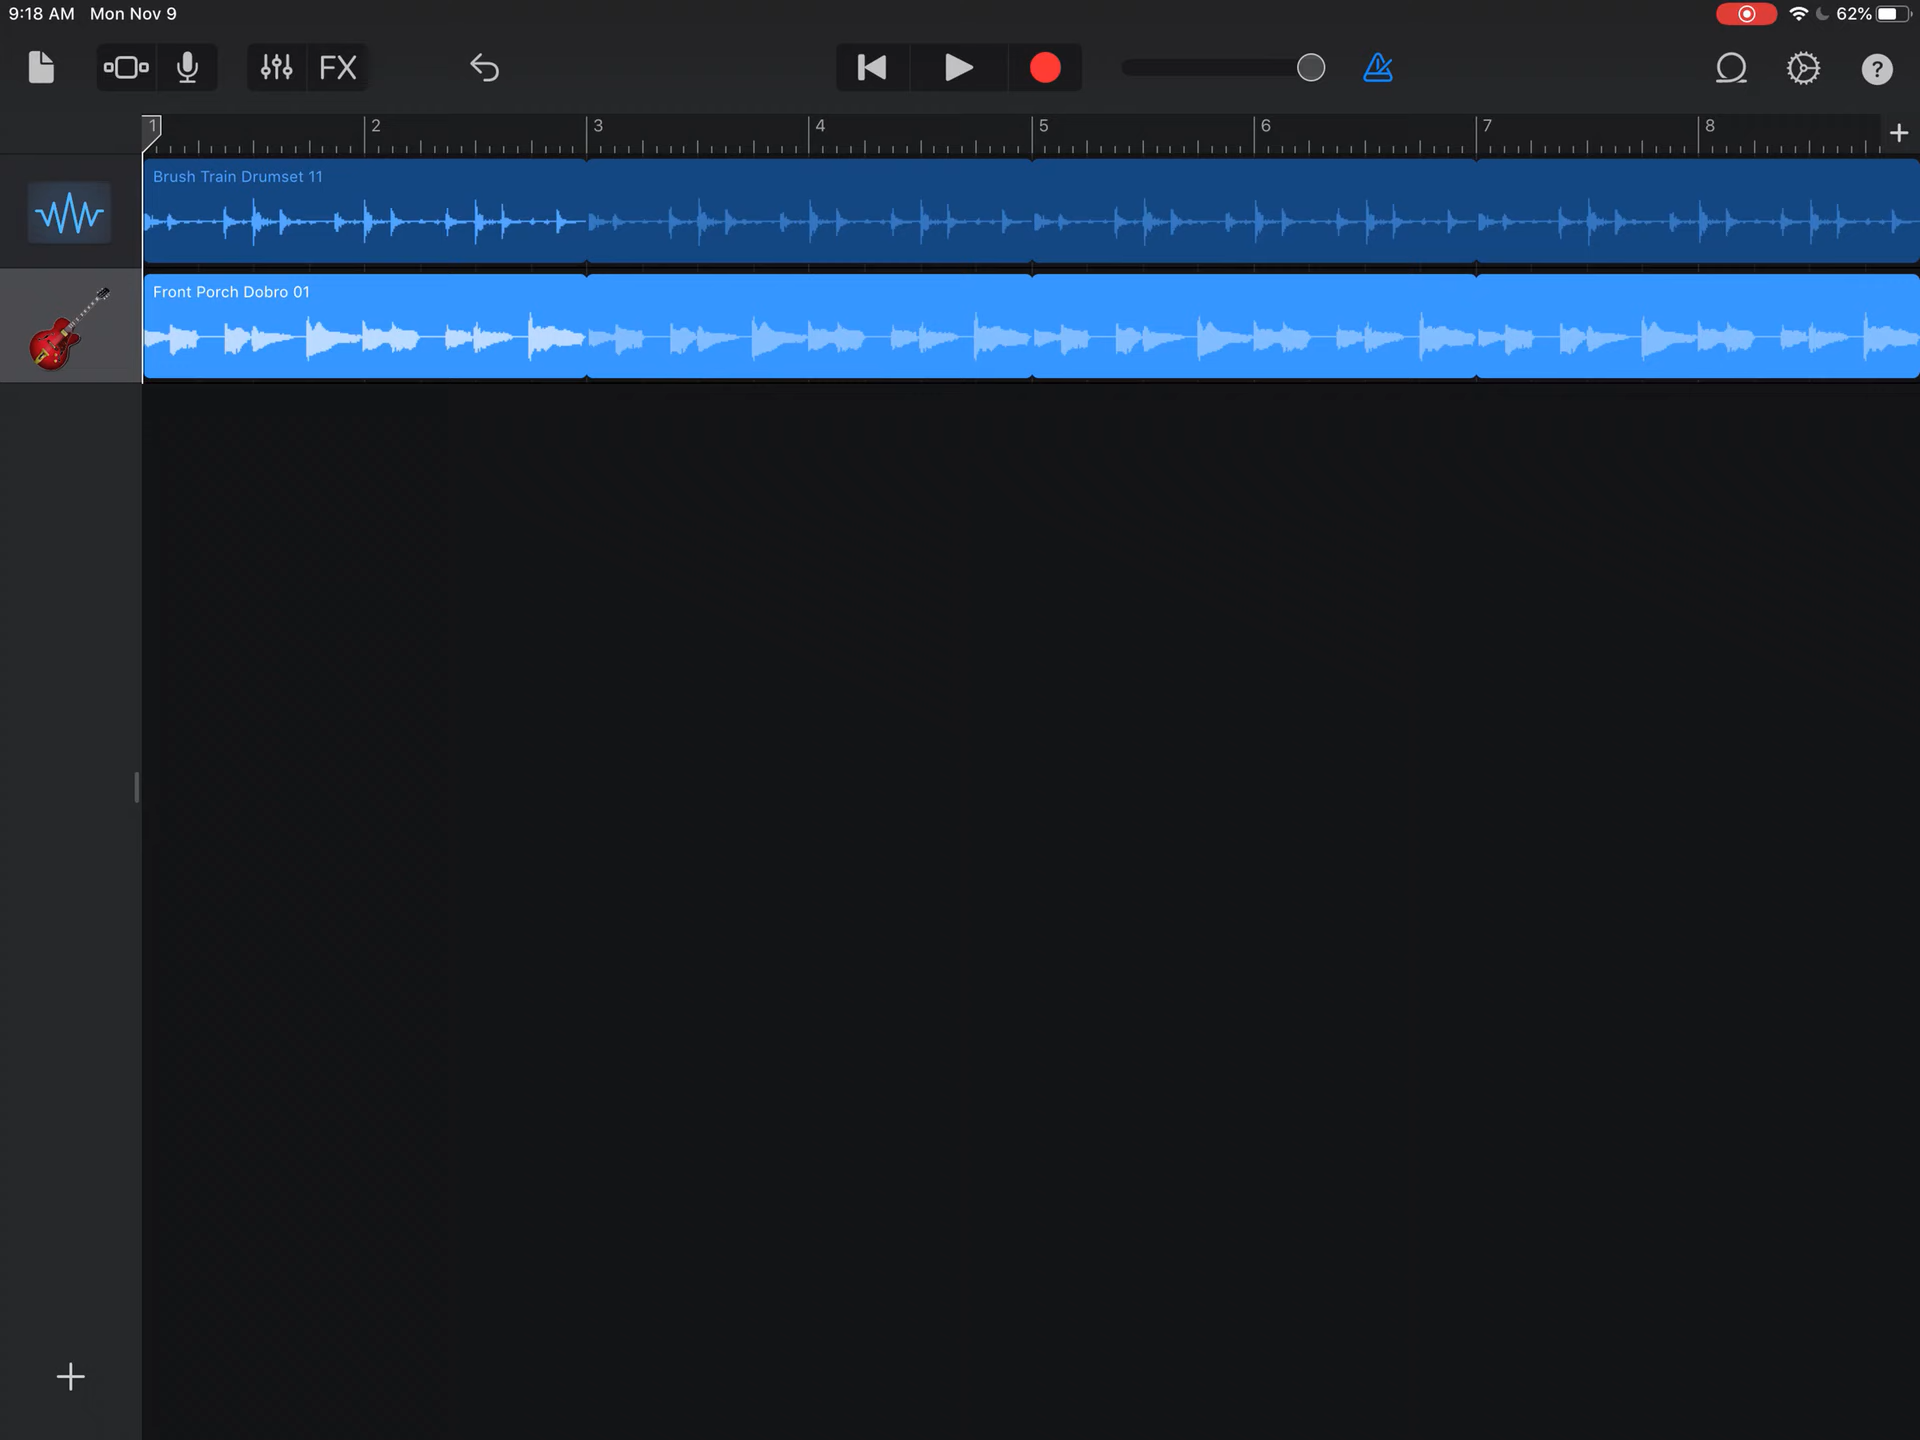 9:18 AM Mon Nov 9
62%
FX
?
1 2 3 4 5 6 7 8
Brush Train Drumset 11
Front Porch Dobro 01